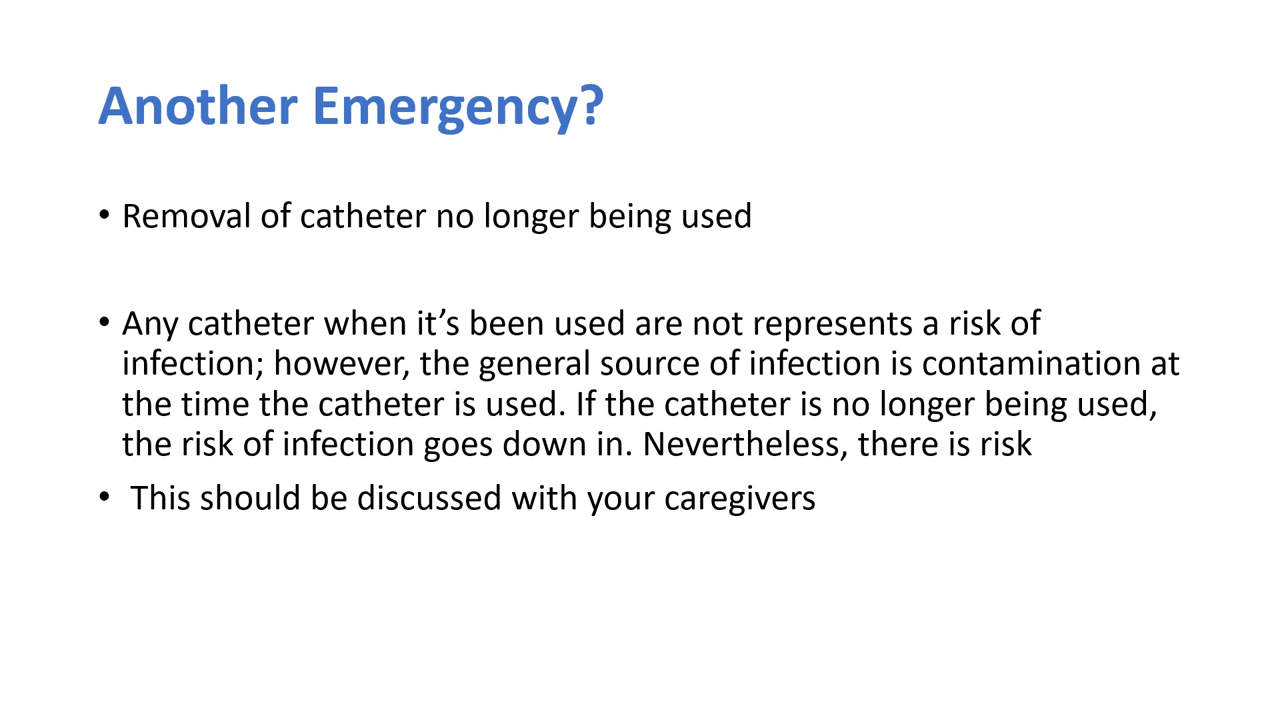 Another Emergency?
• Removal of catheter no longer being used
• Any catheter when it’s been used are not represents a risk of
infection; however, the general source of infection is contamination at
the time the catheter is used. If the catheter is no longer being used,
the risk of infection goes down in. Nevertheless, there is risk
• This should be discussed with your caregivers